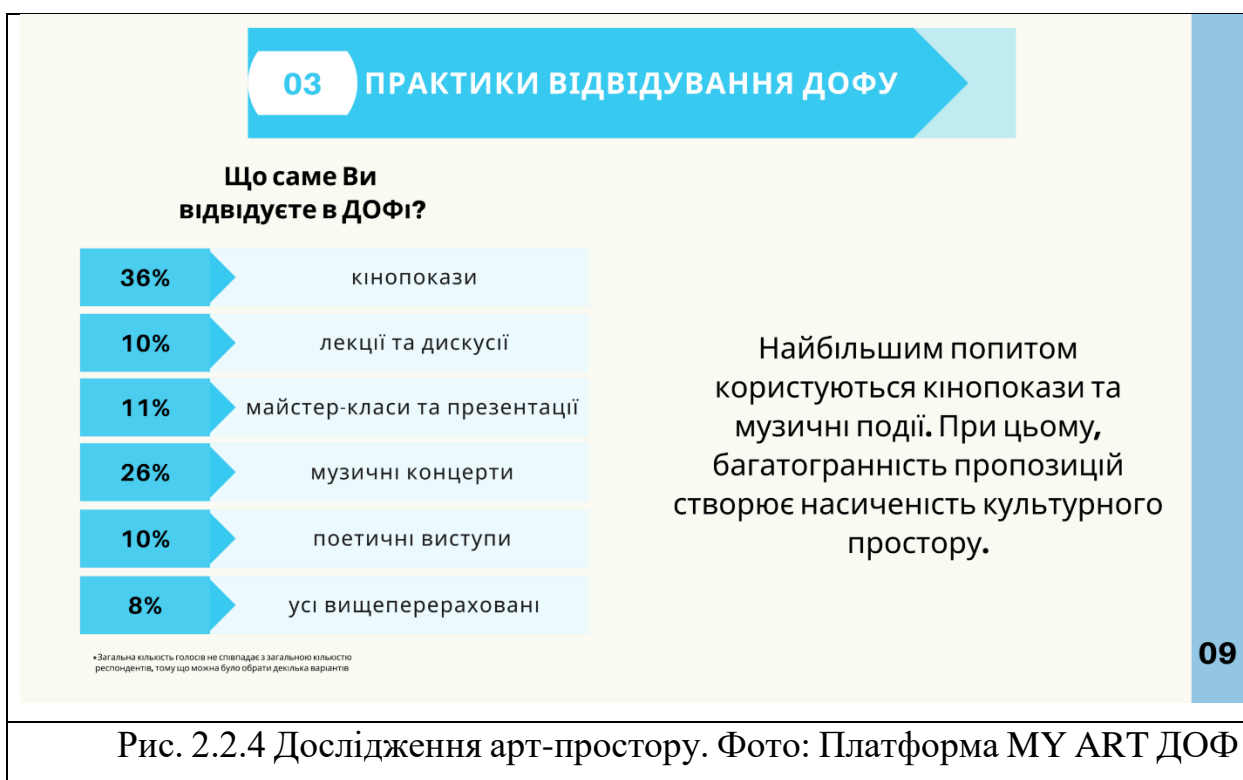 03 ПРАКТИКИ ВІДВІДУВАННЯ ДОФУ
Що саме Ви
відвідуєте в ДОФі?
36% кінопокази
10% лекції та дискусії
11% майстер-класи та презентації
26% музичні концерти
10% поетичні виступи
8% усі вищеперераховані
*Загальна кількість голосів не співпадає з загальною кількістю
респондентів, тому що можна було обрати декілька варіантів
Найбільшим попитом
користуються кінопокази та
музичні події. При цьому,
багатогранність пропозицій
створює насиченість культурного
простору.
09
Рис. 2.2.4 Дослідження арт-простору. Фото: Платформа MY ART ДОФ